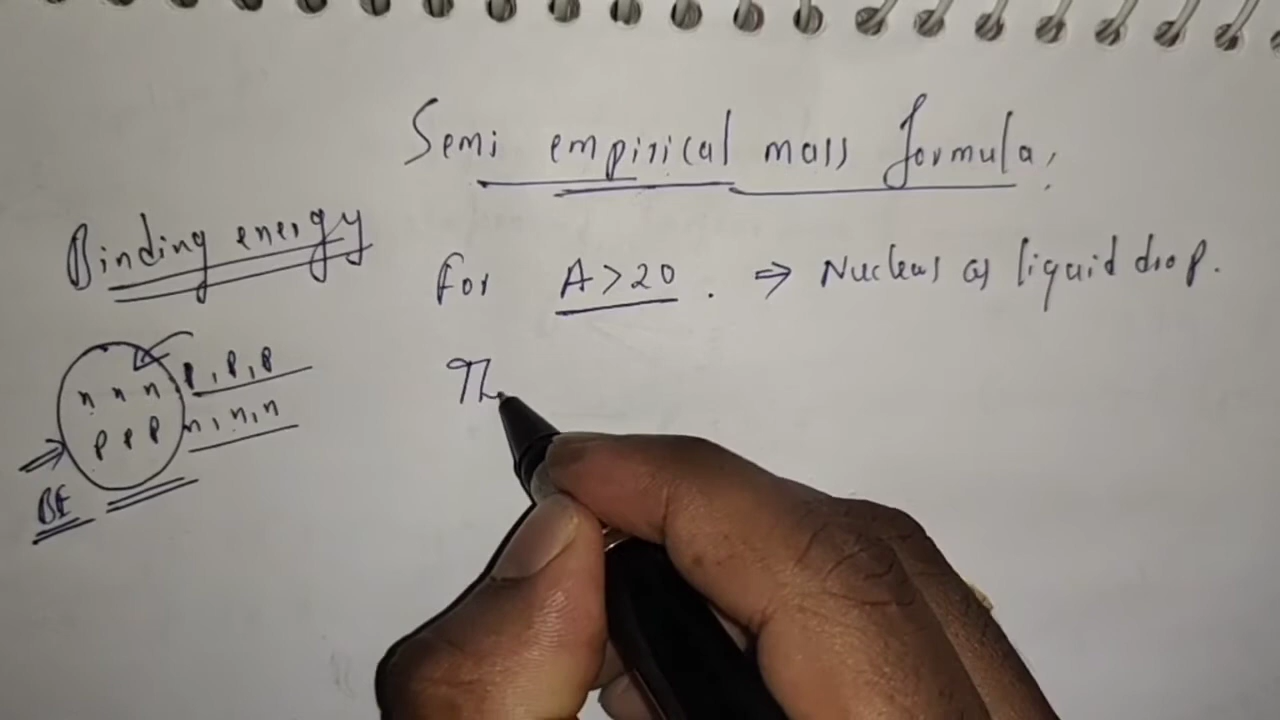 Semi empirical mass formula.
Binding energy
For A>20. ⇒ Nucleus as liquid drop.
n n n p, p, p
p p p n, n, n
BE
Th